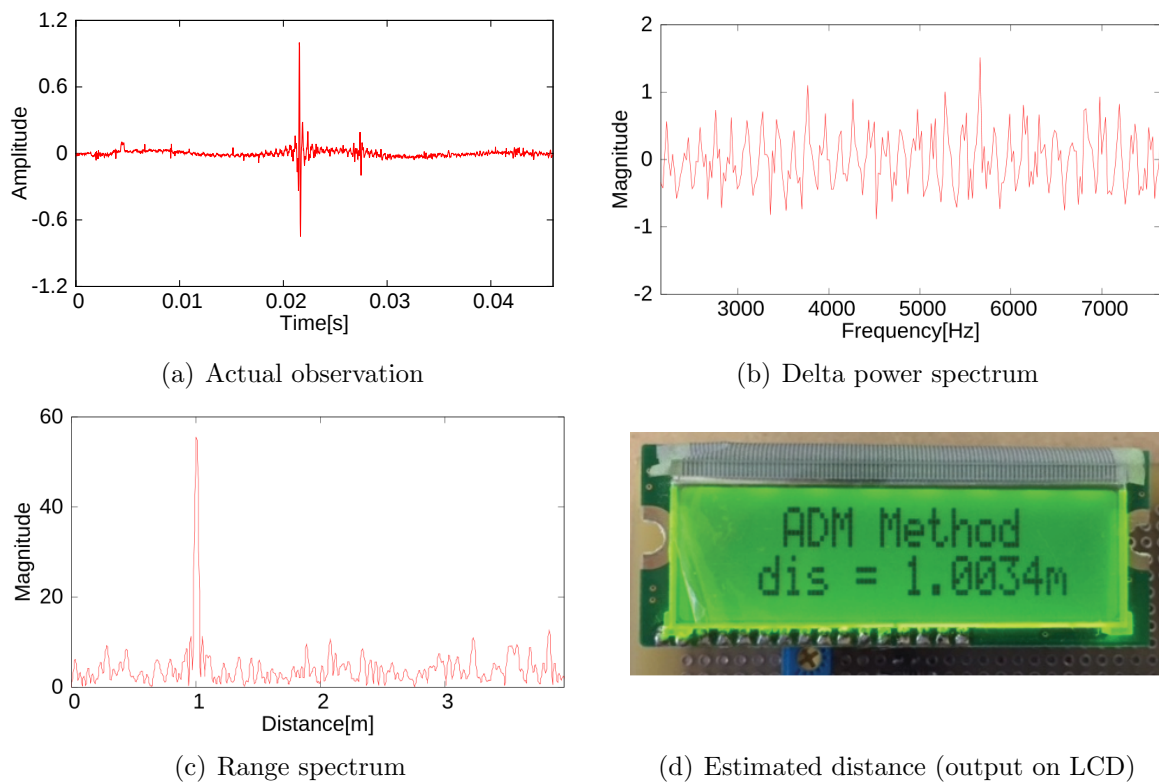 1.2
0.6
0
-0.6
-1.2
Amplitude
0 0.01 0.02 0.03 0.04
Time[s]
(a) Actual observation
2
1
0
-1
-2
Magnitude
3000 4000 5000 6000 7000
Frequency[Hz]
(b) Delta power spectrum
60
40
20
0
Magnitude
0 1 2 3
Distance[m]
(c) Range spectrum
ADM Method
dis = 1.0034m
(d) Estimated distance (output on LCD)